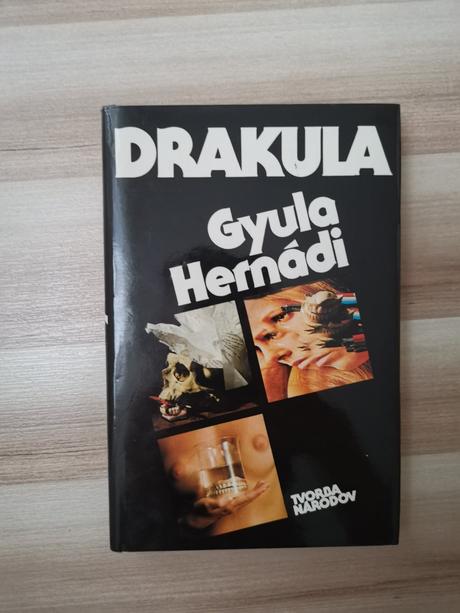 DRAKULA
Gyula
Hernádi
TVORBA
NÁRODOV